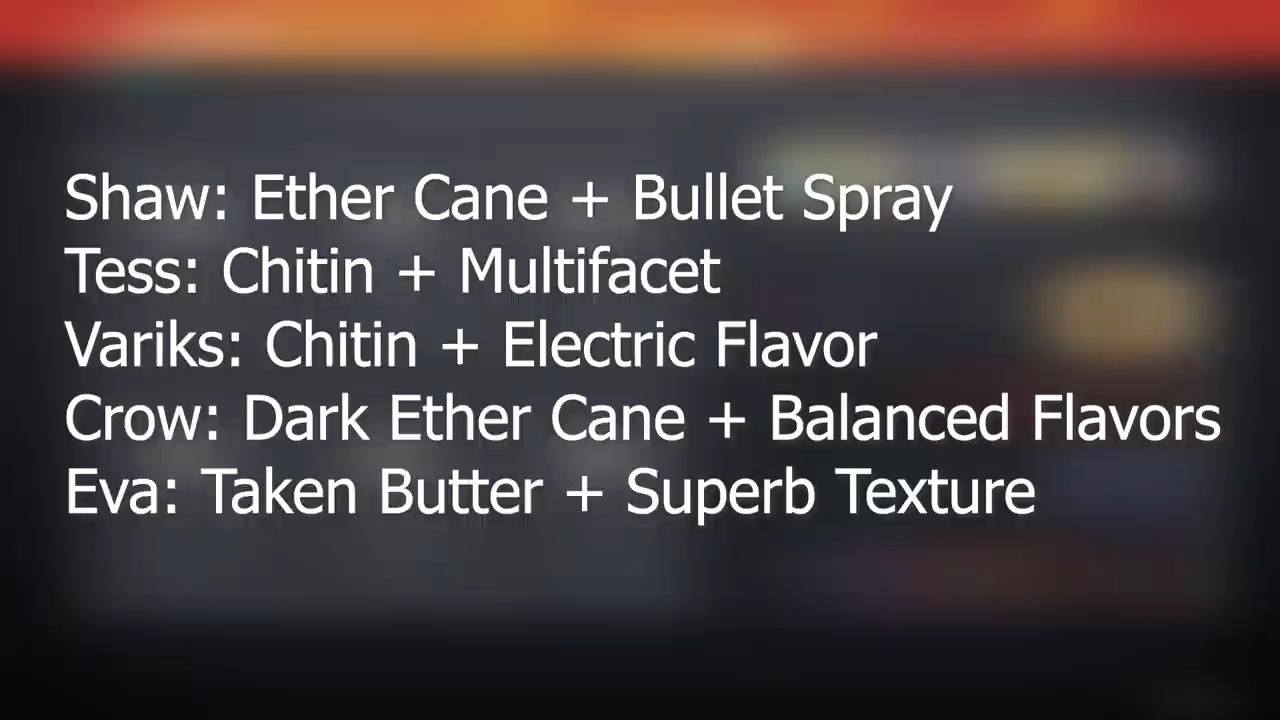 Shaw: Ether Cane + Bullet Spray
Tess: Chitin + Multifacet
Variks: Chitin + Electric Flavor
Crow: Dark Ether Cane + Balanced Flavors
Eva: Taken Butter + Superb Texture